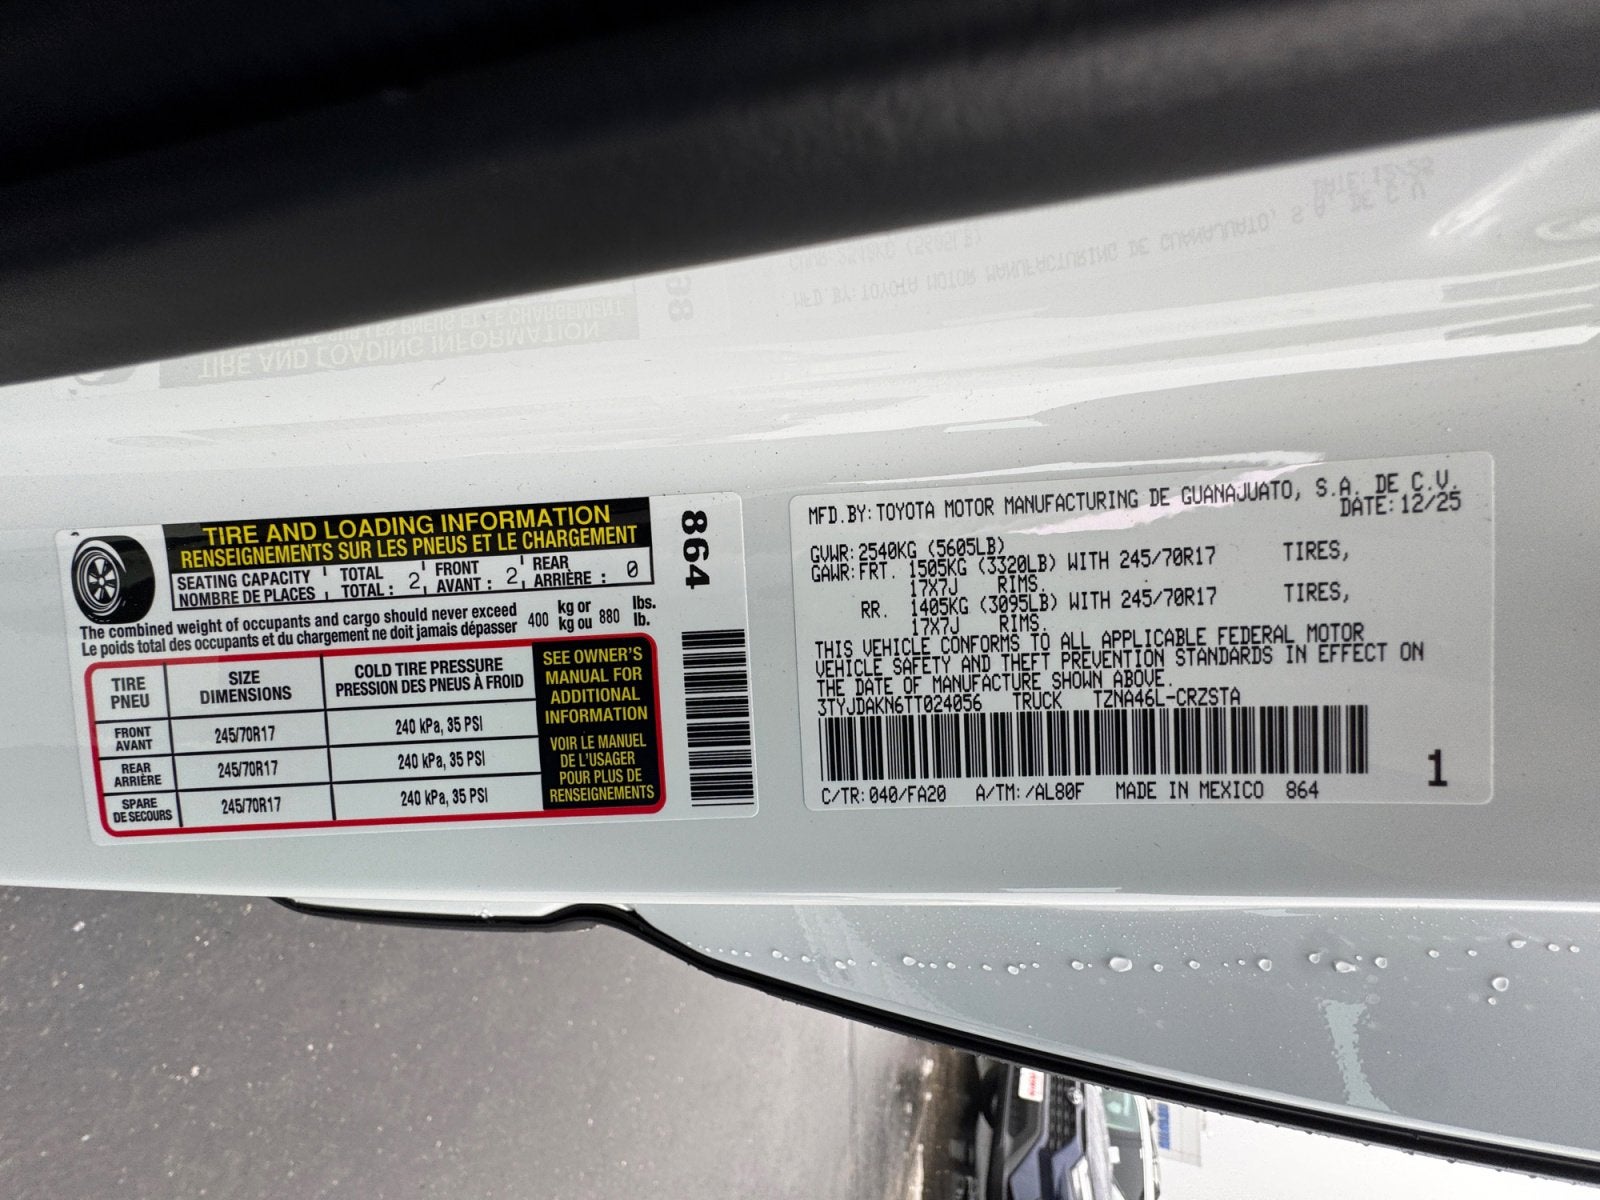 TIRE AND LOADING INFORMATION
RENSEIGNEMENTS SUR LES PNEUS ET LE CHARGEMENT
SEATING CAPACITY TOTAL FRONT REAR
NOMBRE DE PLACES TOTAL : 2 AVANT : 2 ARRIÈRE : 0
The combined weight of occupants and cargo should never exceed 400 kg or 880 lbs.
Le poids total des occupants et du chargement ne doit jamais dépasser kg ou lb.
TIRE SIZE COLD TIRE PRESSURE
PNEU DIMENSIONS PRESSION DES PNEUS À FROID
FRONT
AVANT 245/70R17 240 kPa, 35 PSI
REAR
ARRIÈRE 245/70R17 240 kPa, 35 PSI
SPARE
DE SECOURS 245/70R17 240 kPa, 35 PSI
SEE OWNER'S
MANUAL FOR
ADDITIONAL
INFORMATION
VOIR LE MANUEL
DE L'USAGER
POUR PLUS DE
RENSEIGNEMENTS
864
MFD.BY: TOYOTA MOTOR MANUFACTURING DE GUANAJUATO, S.A. DE C.V.
DATE: 12/25
GVWR: 2540KG (5605LB)
GAWR: FRT. 1505KG (3320LB) WITH 245/70R17 TIRES,
17X7J RIMS.
RR. 1405KG (3095LB) WITH 245/70R17 TIRES,
17X7J RIMS.
THIS VEHICLE CONFORMS TO ALL APPLICABLE FEDERAL MOTOR
VEHICLE SAFETY AND THEFT PREVENTION STANDARDS IN EFFECT ON
THE DATE OF MANUFACTURE SHOWN ABOVE.
3TYJDAKN6TT024056 TRUCK TZNA46L-CRZSTA
C/TR: 040/FA20 A/TM: /AL80F MADE IN MEXICO 864
1